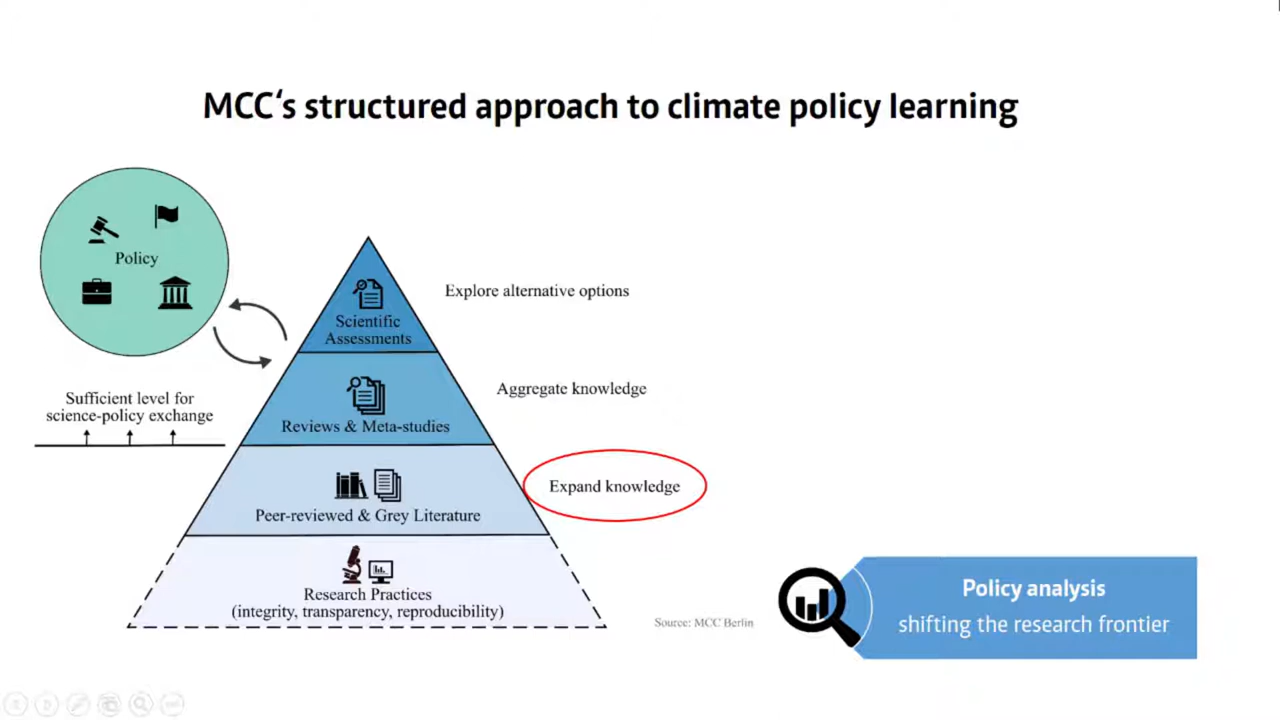 MCC‘s structured approach to climate policy learning
Policy
Explore alternative options
Scientific
Assessments
Aggregate knowledge
Sufficient level for
science-policy exchange
Reviews & Meta-studies
Expand knowledge
Peer-reviewed & Grey Literature
Research Practices
(integrity, transparency, reproducibility)
Source: MCC Berlin
Policy analysis
shifting the research frontier